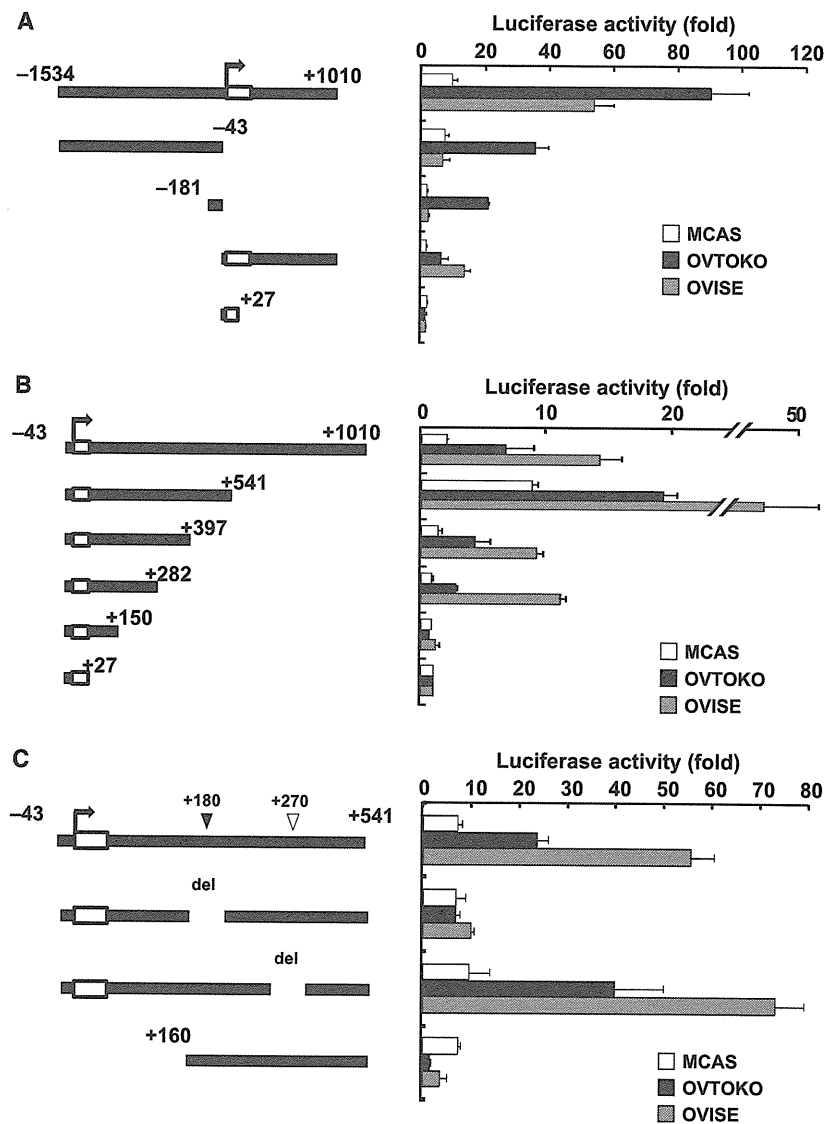 A
Luciferase activity (fold)
0 20 40 60 80 100 120
–1534 +1010
–43
–181
+27
MCAS
OVTOKO
OVISE
B
Luciferase activity (fold)
0 10 20 50
–43 +1010
+541
+397
+282
+150
+27
MCAS
OVTOKO
OVISE
C
Luciferase activity (fold)
0 10 20 30 40 50 60 70 80
–43 +180 +270 +541
del
del
+160
MCAS
OVTOKO
OVISE